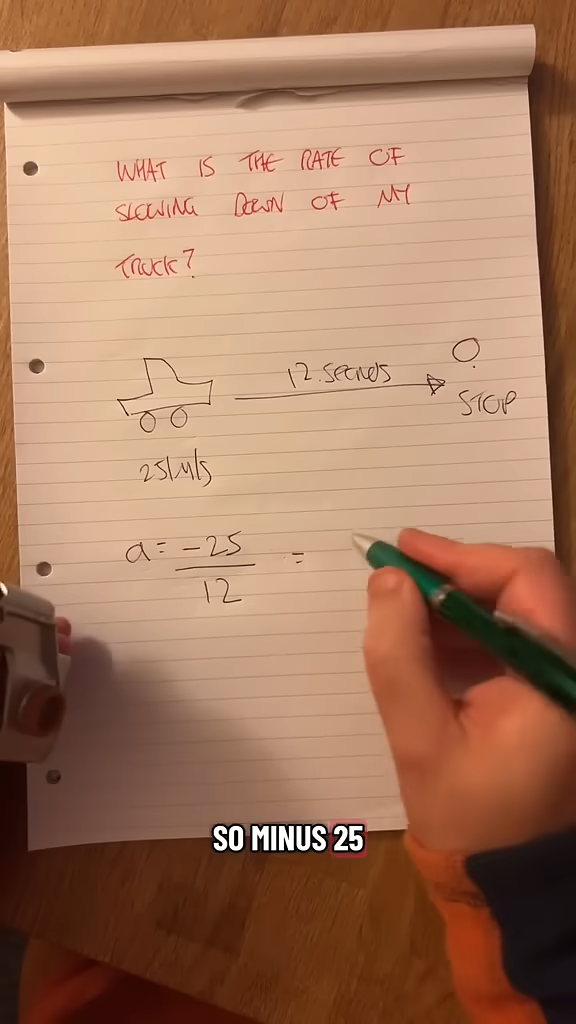 WHAT IS THE RATE OF
SLOWING DOWN OF MY
TRUCK?
12 seconds
0
STOP
25 m/s
a = -25
12
=
SO MINUS 25